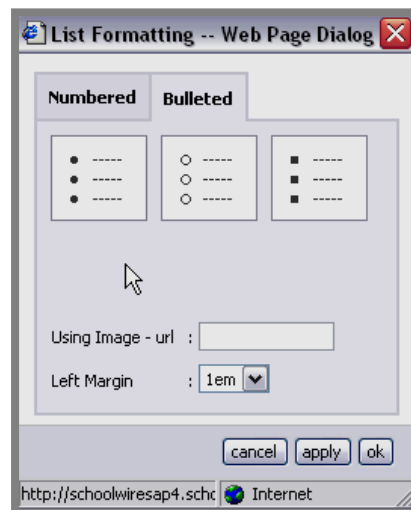 List Formatting -- Web Page Dialog
Numbered Bulleted
Using Image - url :
Left Margin : 1em
cancel apply ok
http://schoolwiresap4.schc Internet